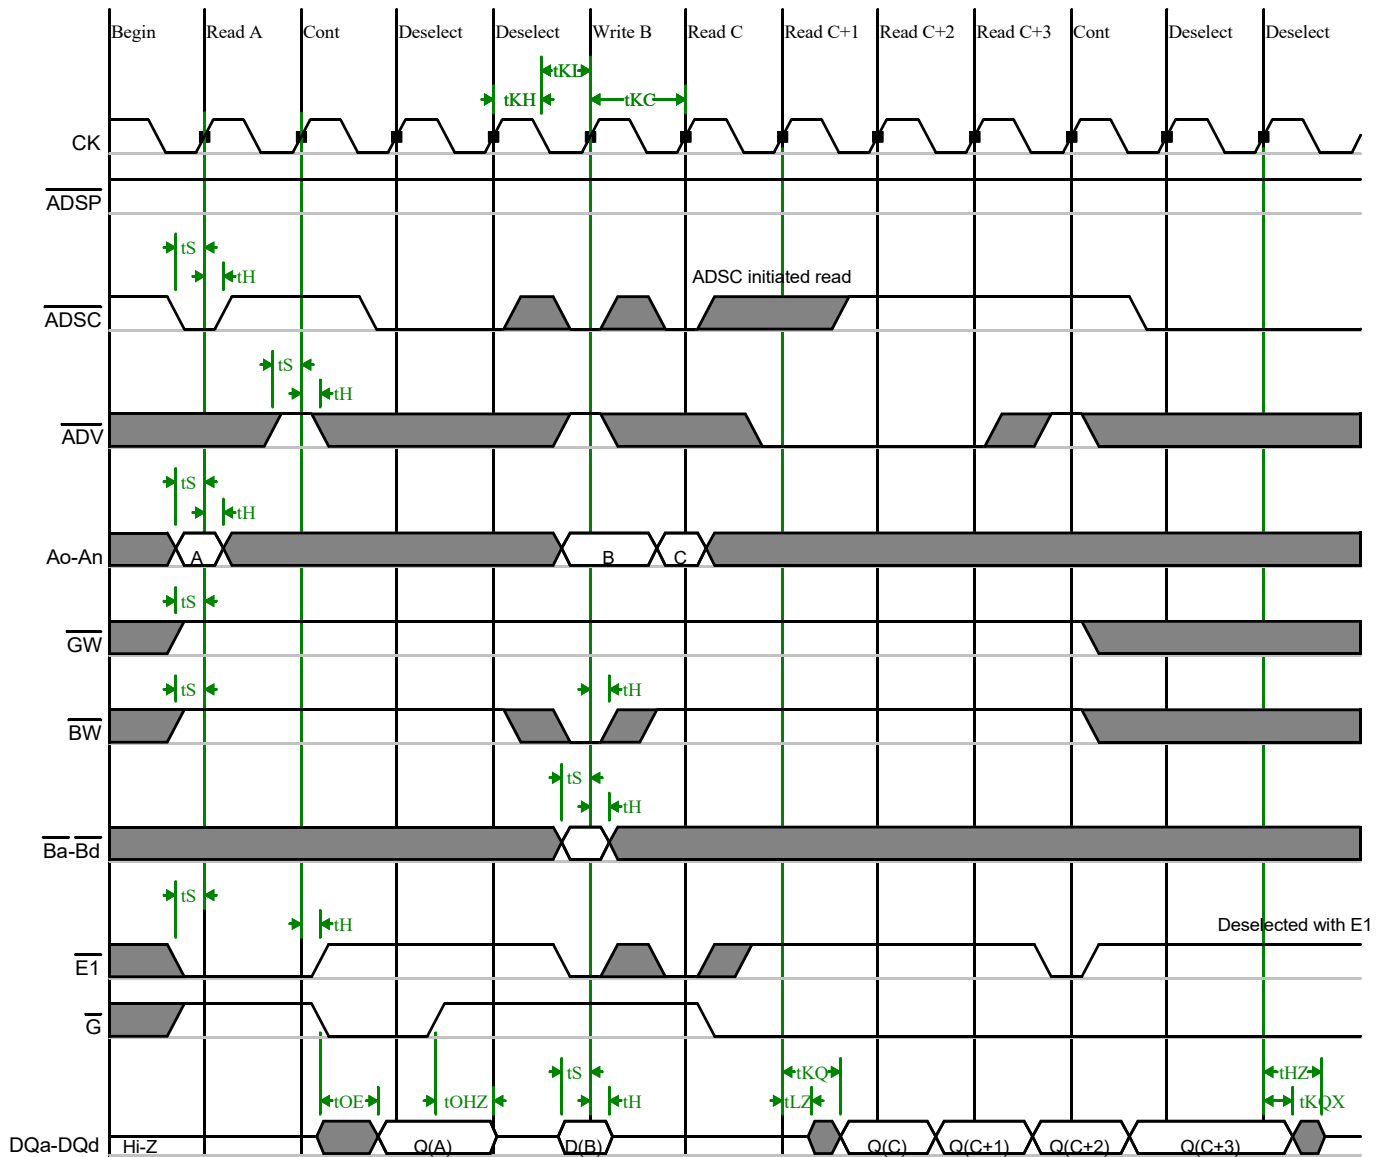 Begin Read A Cont Deselect Deselect Write B Read C Read C+1 Read C+2 Read C+3 Cont Deselect Deselect
tKL
tKH tKC
CK
ADSP
tS
tH ADSC initiated read
ADSC
tS
tH
ADV
tS
tH
Ao-An A B C
tS
GW
tS tH
BW
tS
tH
Ba-Bd
tS
tH Deselected with E1
E1
G
tS tKQ tHZ
tOE tOHZ tH tLZ tKQX
DQa-DQd Hi-Z Q(A) D(B) Q(C) Q(C+1) Q(C+2) Q(C+3)